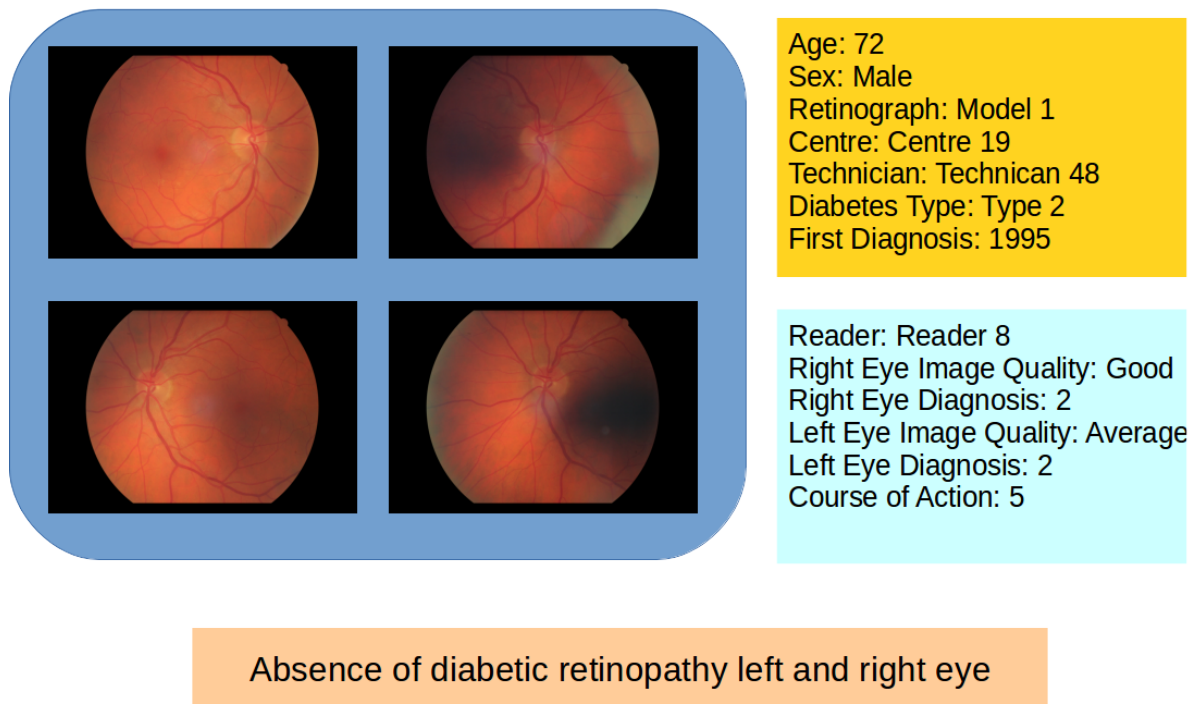 Age: 72
Sex: Male
Retinograph: Model 1
Centre: Centre 19
Technician: Technican 48
Diabetes Type: Type 2
First Diagnosis: 1995
Reader: Reader 8
Right Eye Image Quality: Good
Right Eye Diagnosis: 2
Left Eye Image Quality: Average
Left Eye Diagnosis: 2
Course of Action: 5
Absence of diabetic retinopathy left and right eye